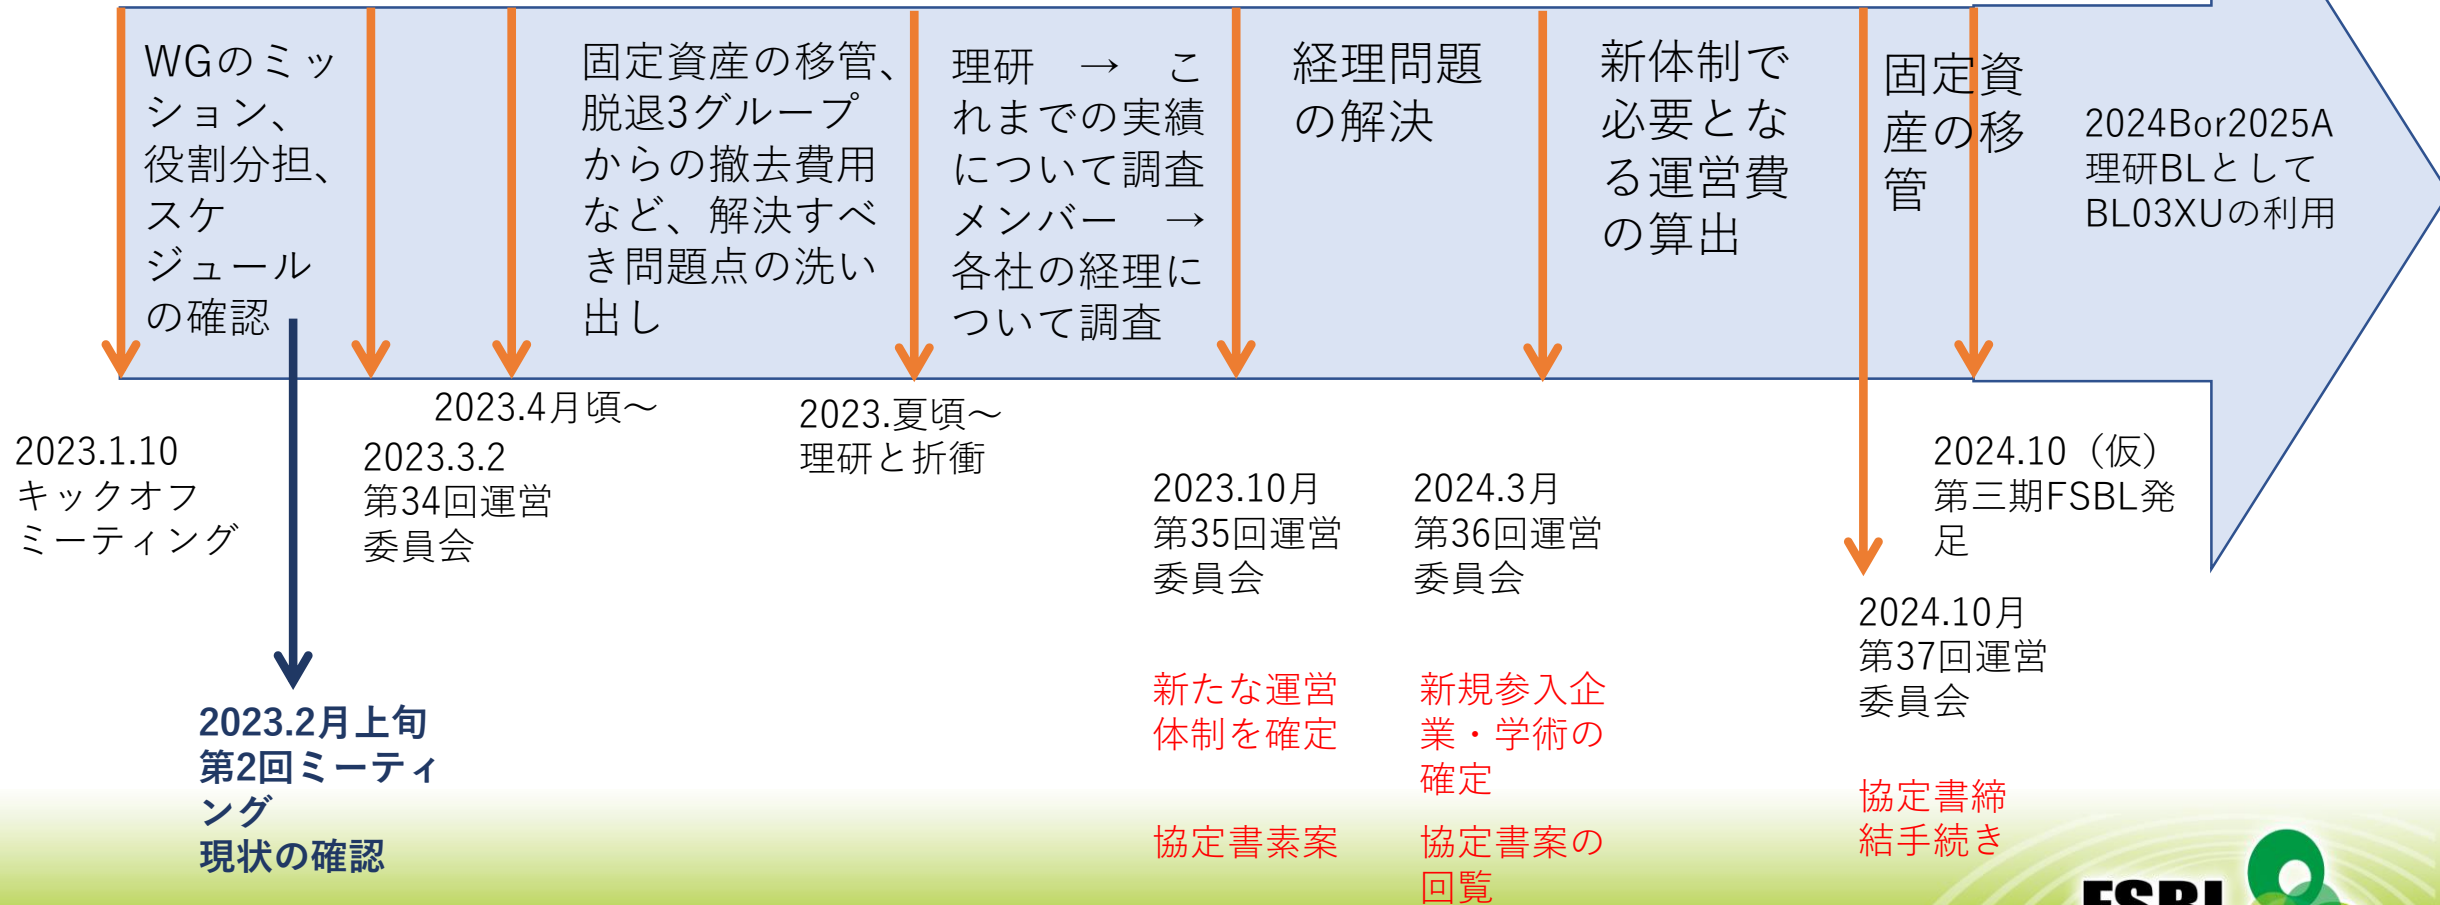 WGのミッ
ション、
役割分担、
スケ
ジュール
の確認
固定資産の移管、
脱退3グループ
からの撤去費用
など、解決すべ
き問題点の洗い
出し
理研 → こ
れまでの実績
について調査
メンバー →
各社の経理に
ついて調査
経理問題
の解決
新体制で
必要とな
る運営費
の算出
固定資
産の移
管
2024Bor2025A
理研BLとして
BL03XUの利用
2023.1.10
キックオフ
ミーティング
2023.2月上旬
第2回ミーティ
ング
現状の確認
2023.3.2
第34回運営
委員会
2023.4月頃～
2023.夏頃～
理研と折衝
2023.10月
第35回運営
委員会
新たな運営
体制を確定
協定書素案
2024.3月
第36回運営
委員会
新規参入企
業・学術の
確定
協定書案の
回覧
2024.10月
第37回運営
委員会
協定書締
結手続き
2024.10（仮）
第三期FSBL発
足
FSBL